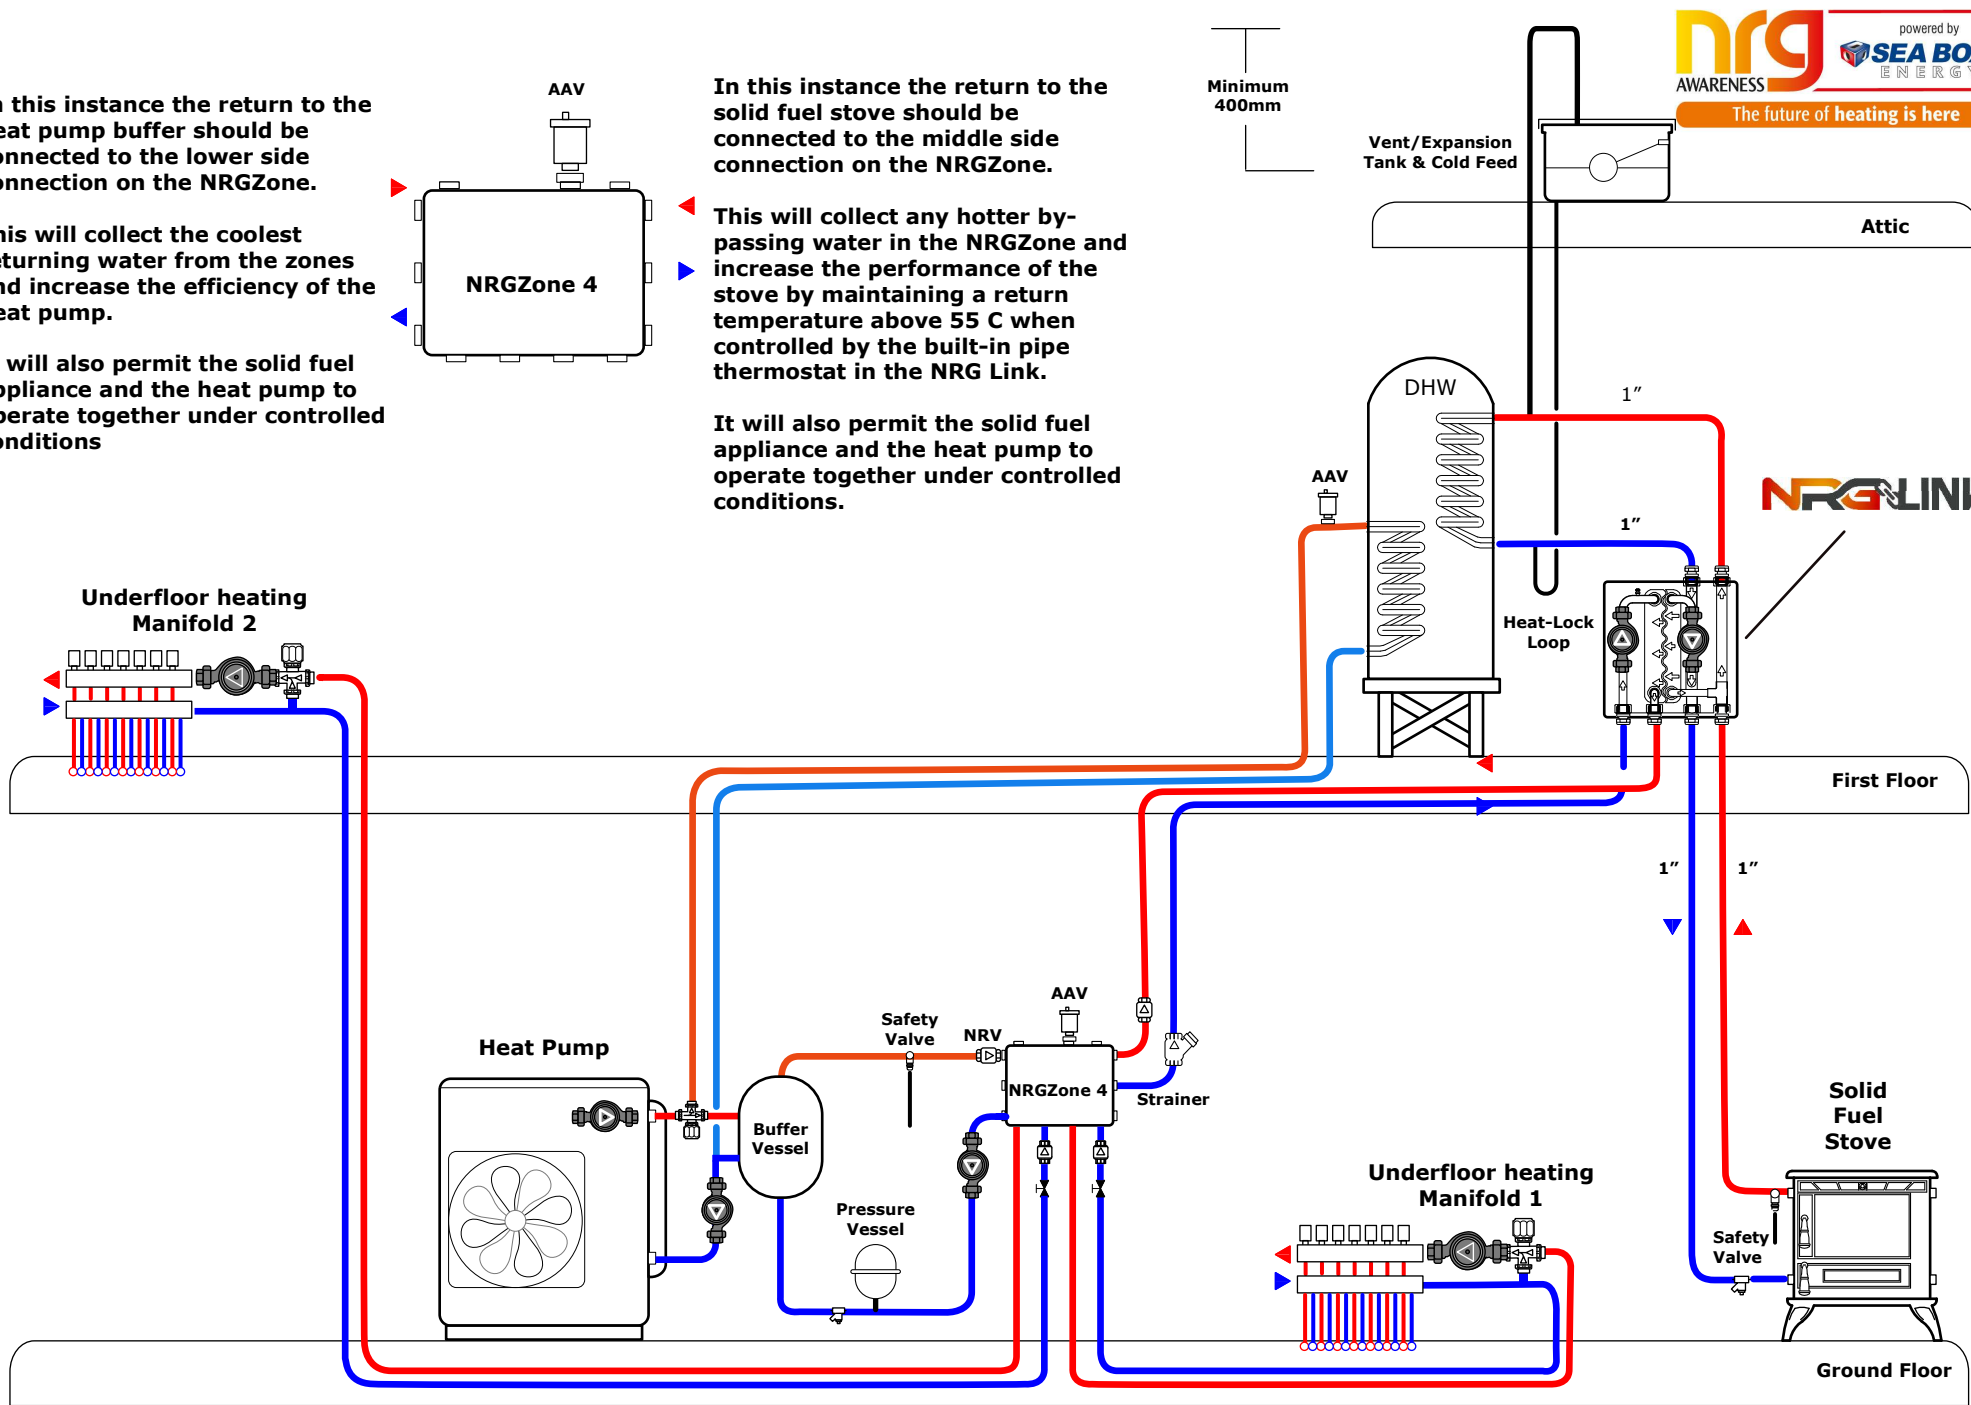 n this instance the return to the
eat pump buffer should be
onnected to the lower side
onnection on the NRGZone.
his will collect the coolest
eturning water from the zones
nd increase the efficiency of the
eat pump.
will also permit the solid fuel
ppliance and the heat pump to
perate together under controlled
onditions
AAV
NRGZone 4
In this instance the return to the
solid fuel stove should be
connected to the middle side
connection on the NRGZone.
This will collect any hotter by-
passing water in the NRGZone and
increase the performance of the
stove by maintaining a return
temperature above 55 C when
controlled by the built-in pipe
thermostat in the NRG Link.
It will also permit the solid fuel
appliance and the heat pump to
operate together under controlled
conditions.
Minimum
400mm
Vent/Expansion
Tank & Cold Feed
nrg
AWARENESS
powered by
SEA BO
ENERGY
The future of heating is here
Attic
DHW
1”
AAV
1”
NRG LINK
Heat-Lock
Loop
Underfloor heating
Manifold 2
First Floor
1”
1”
Heat Pump
Safety
Valve
NRV
AAV
NRGZone 4
Strainer
Buffer
Vessel
Pressure
Vessel
Underfloor heating
Manifold 1
Solid
Fuel
Stove
Safety
Valve
Ground Floor